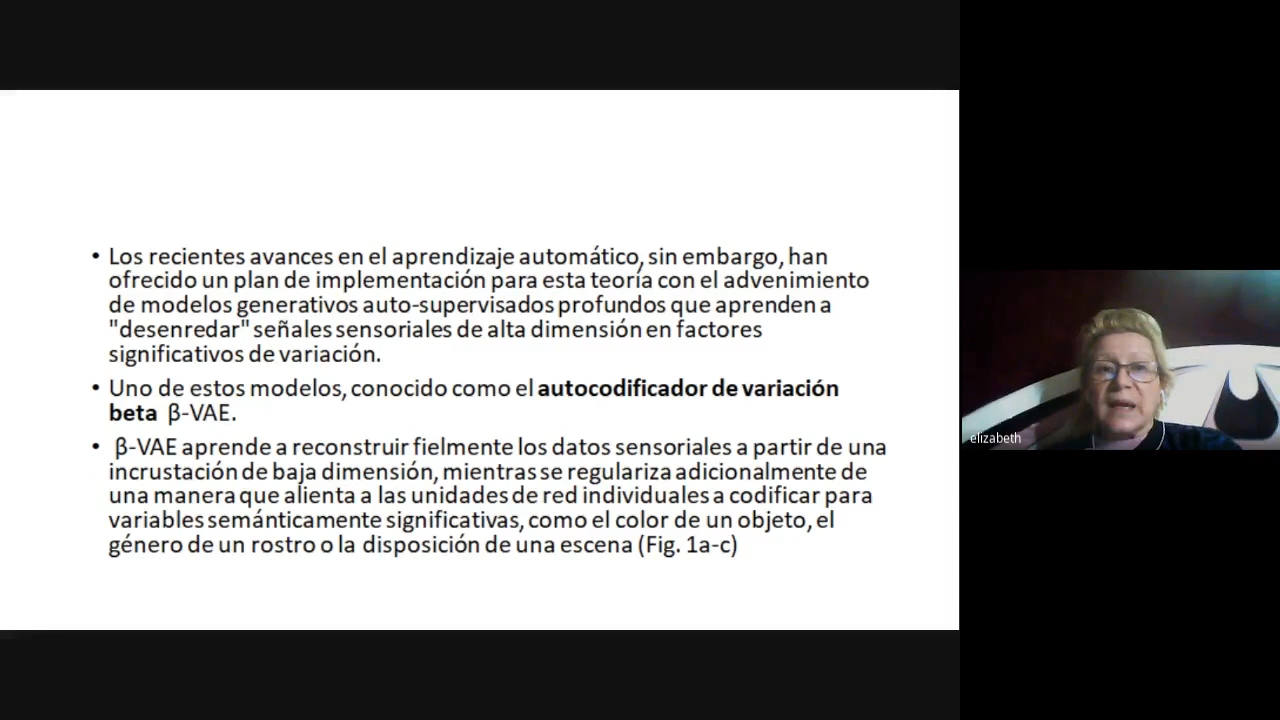 • Los recientes avances en el aprendizaje automático, sin embargo, han
ofrecido un plan de implementación para esta teoría con el advenimiento
de modelos generativos auto-supervisados profundos que aprenden a
"desenredar" señales sensoriales de alta dimensión en factores
significativos de variación.
• Uno de estos modelos, conocido como el autocodificador de variación
beta β-VAE.
• β-VAE aprende a reconstruir fielmente los datos sensoriales a partir de una
incrustación de baja dimensión, mientras se regulariza adicionalmente de
una manera que alienta a las unidades de red individuales a codificar para
variables semánticamente significativas, como el color de un objeto, el
género de un rostro o la disposición de una escena (Fig. 1a-c)
elizabeth